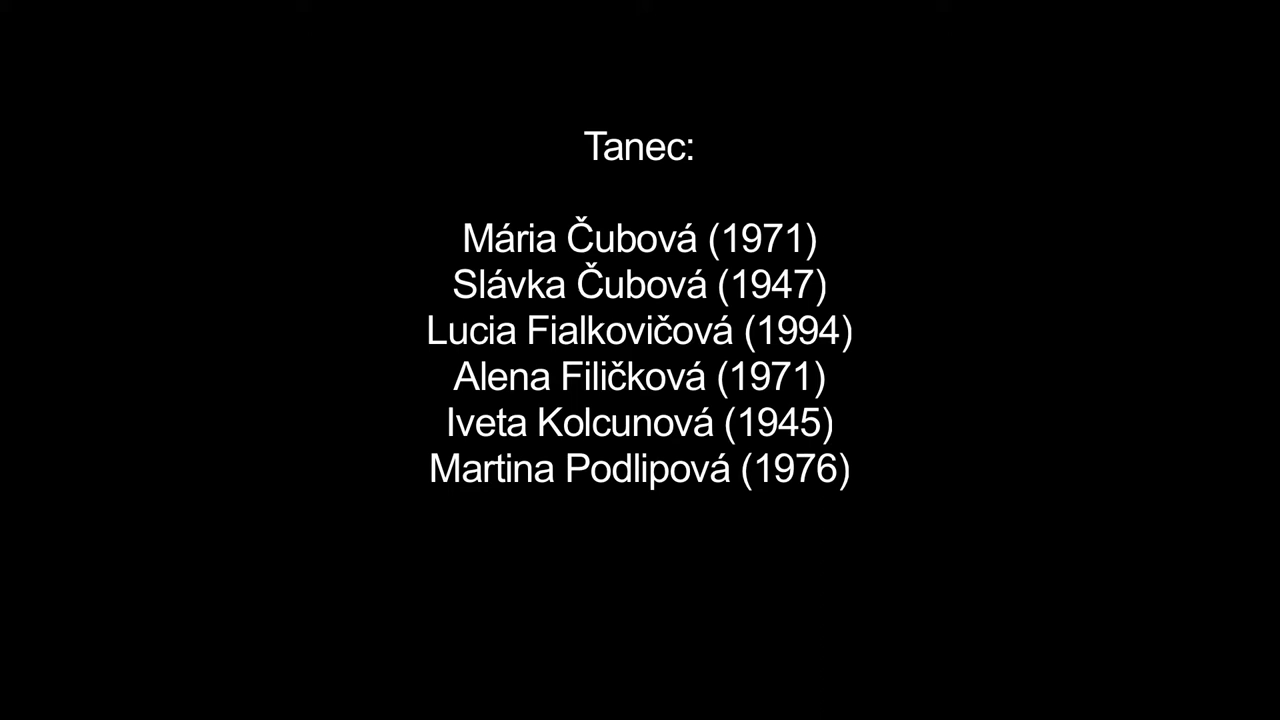 Tanec:
Mária Čubová (1971)
Slávka Čubová (1947)
Lucia Fialkovičová (1994)
Alena Filičková (1971)
Iveta Kolcunová (1945)
Martina Podlipová (1976)